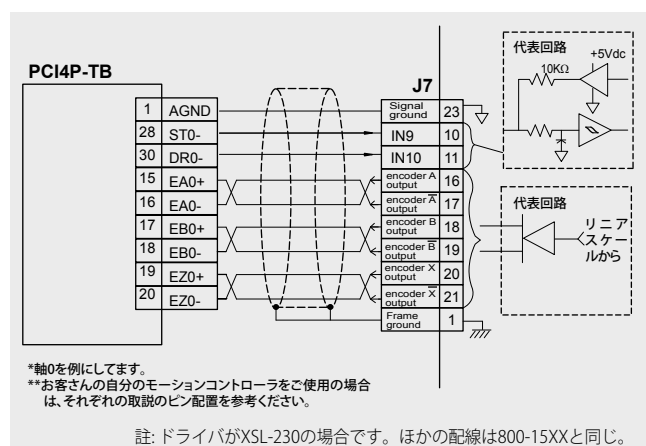 PCI4P-TB
J7
1 AGND
28 ST0-
30 DR0-
15 EA0+
16 EA0-
17 EB0+
18 EB0-
19 EZ0+
20 EZ0-
Signal ground 23
IN9 10
IN10 11
encoder A output 16
encoder A̅ output 17
encoder B output 18
encoder B̅ output 19
encoder X output 20
encoder X̅ output 21
Frame ground 1
代表回路
+5Vdc
10KΩ
代表回路
リニア
スケー
ルから
*軸0を例にしてます。
**お客さんの自分のモーションコントローラをご使用の場合
は、それぞれの取説のピン配置を参考ください。
註: ドライバがXSL-230の場合です。ほかの配線は800-15XXと同じ。